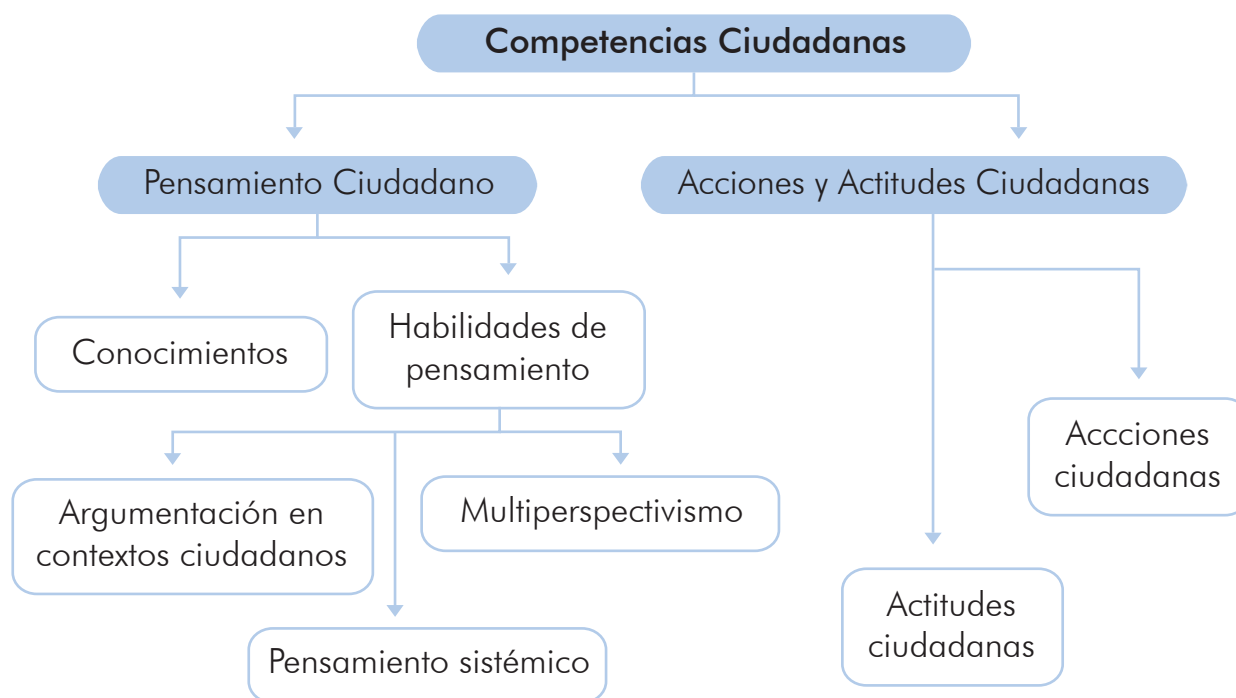 Competencias Ciudadanas
Pensamiento Ciudadano
Acciones y Actitudes Ciudadanas
Conocimientos
Habilidades de
pensamiento
Argumentación en
contextos ciudadanos
Multiperspectivismo
Pensamiento sistémico
Accciones
ciudadanas
Actitudes
ciudadanas